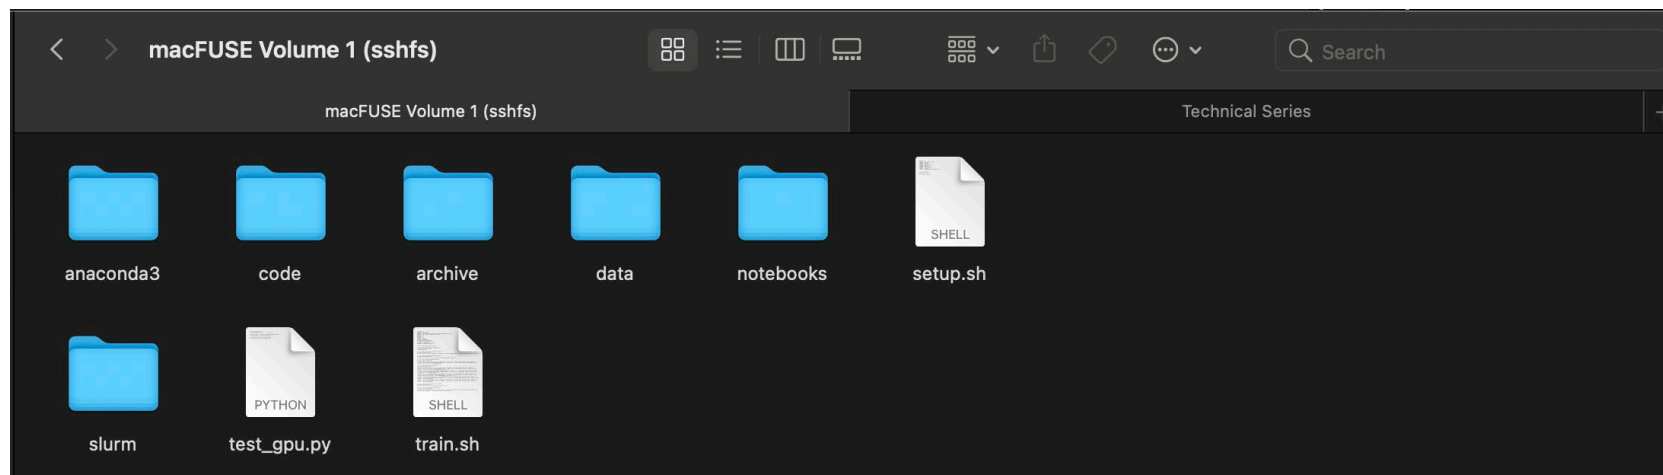 macFUSE Volume 1 (sshfs)
Search
macFUSE Volume 1 (sshfs)
Technical Series
SHELL
anaconda3
code
archive
data
notebooks
setup.sh
PYTHON
SHELL
slurm
test_gpu.py
train.sh